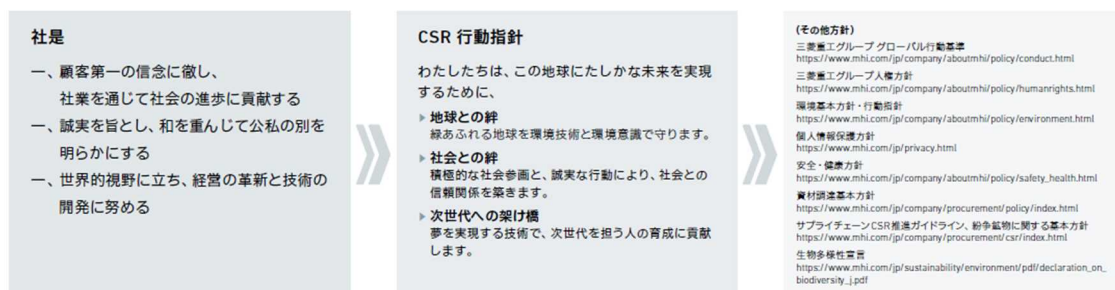 社是
一、顧客第一の信念に徹し、
社業を通じて社会の進歩に貢献する
一、誠実を旨とし、和を重んじて公私の別を
明らかにする
一、世界的視野に立ち、経営の革新と技術の
開発に努める
CSR 行動指針
わたしたちは、この地球にたしかな未来を実現
するために、
地球との絆
緑あふれる地球を環境技術と環境意識で守ります。
社会との絆
積極的な社会参画と、誠実な行動により、社会との
信頼関係を築きます。
次世代への架け橋
夢を実現する技術で、次世代を担う人の育成に貢献
します。
(その他方針)
三菱重工グループ グローバル行動基準
https://www.mhi.com/jp/company/aboutmhi/policy/conduct.html
三菱重工グループ人権方針
https://www.mhi.com/jp/company/aboutmhi/policy/humanrights.html
環境基本方針・行動指針
https://www.mhi.com/jp/company/aboutmhi/policy/environment.html
個人情報保護方針
https://www.mhi.com/jp/privacy.html
安全・健康方針
https://www.mhi.com/jp/company/aboutmhi/policy/safety_health.html
資材調達基本方針
https://www.mhi.com/jp/company/procurement/policy/index.html
サプライチェーンCSR推進ガイドライン、紛争鉱物に関する基本方針
https://www.mhi.com/jp/company/procurement/csr/index.html
生物多様性宣言
https://www.mhi.com/jp/sustainability/environment/pdf/declaration_on_
biodiversity_j.pdf